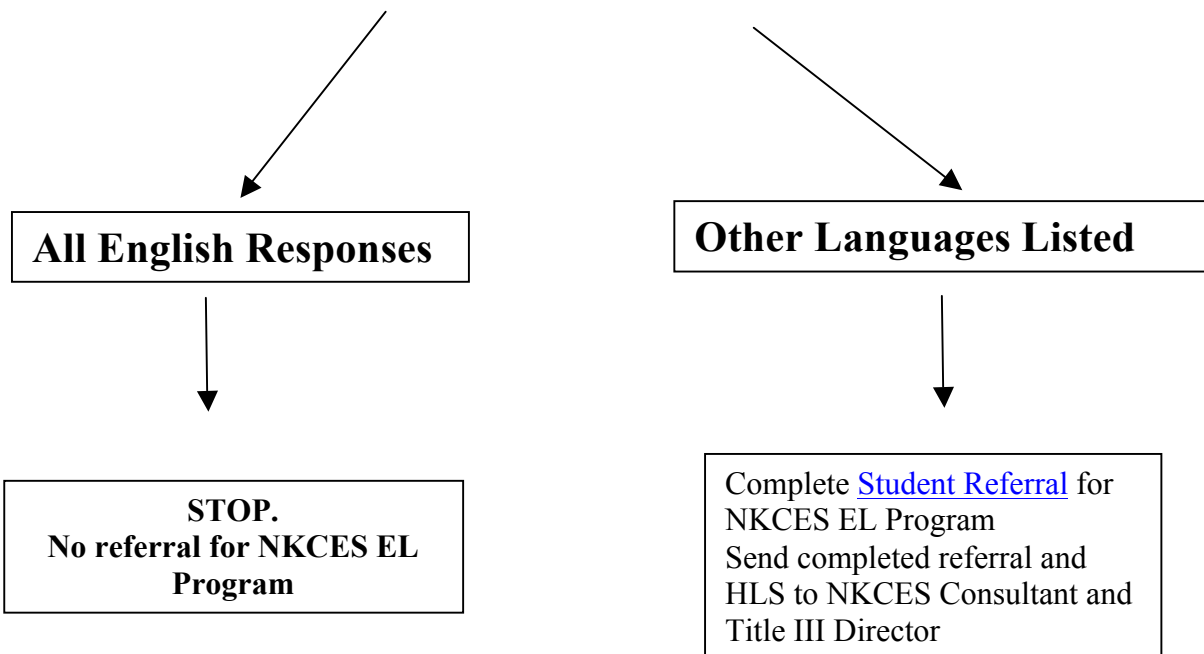 All English Responses
Other Languages Listed
STOP.
No referral for NKCES EL
Program
Complete Student Referral for
NKCES EL Program
Send completed referral and
HLS to NKCES Consultant and
Title III Director